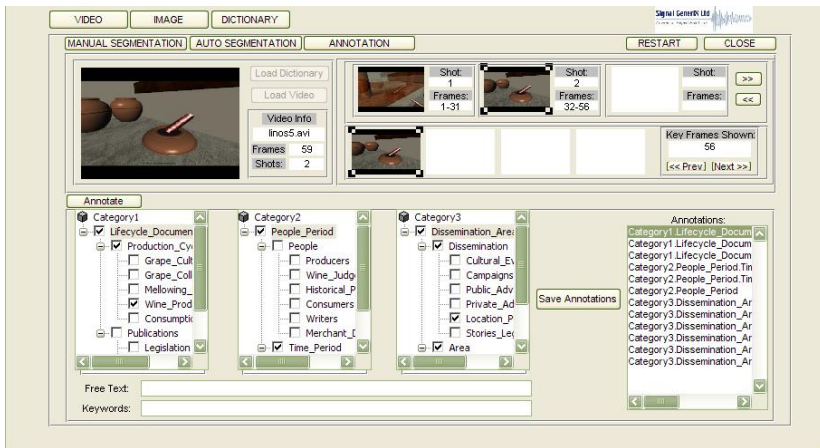 VIDEO IMAGE DICTIONARY
Signal GeneriX Ltd
MANUAL SEGMENTATION AUTO SEGMENTATION ANNOTATION RESTART CLOSE
Load Dictionary
Load Video
Video Info
linos5.avi
Frames 59
Shots: 2
Shot:
1
Frames:
1-31
Shot:
2
Frames:
32-56
Shot:
Frames:
>>
<<
Key Frames Shown:
56
[<< Prev] [Next >>]
Annotate
Category1
Lifecycle_Documen
Production_Cy
Grape_Cult
Grape_Coll
Mellowing_
Wine_Prod
Consumptic
Publications
Legislation
Category2
People_Period
People
Producers
Wine_Judg
Historical_P
Consumers
Writers
Merchant_D
Time_Period
Category3
Dissemination_Area
Dissemination
Cultural_Ev
Campaigns
Public_Adv
Private_Ad
Location_P
Stories_Leg
Area
Save Annotations
Annotations:
Category1.Lifecycle_Docum
Category1.Lifecycle_Docum
Category1.Lifecycle_Docum
Category2.People_Period.Tim
Category2.People_Period.Tim
Category2.People_Period
Category3.Dissemination_Ar
Category3.Dissemination_Ar
Category3.Dissemination_Ar
Category3.Dissemination_Ar
Category3.Dissemination_Ar
Category3.Dissemination_Ar
Free Text:
Keywords: